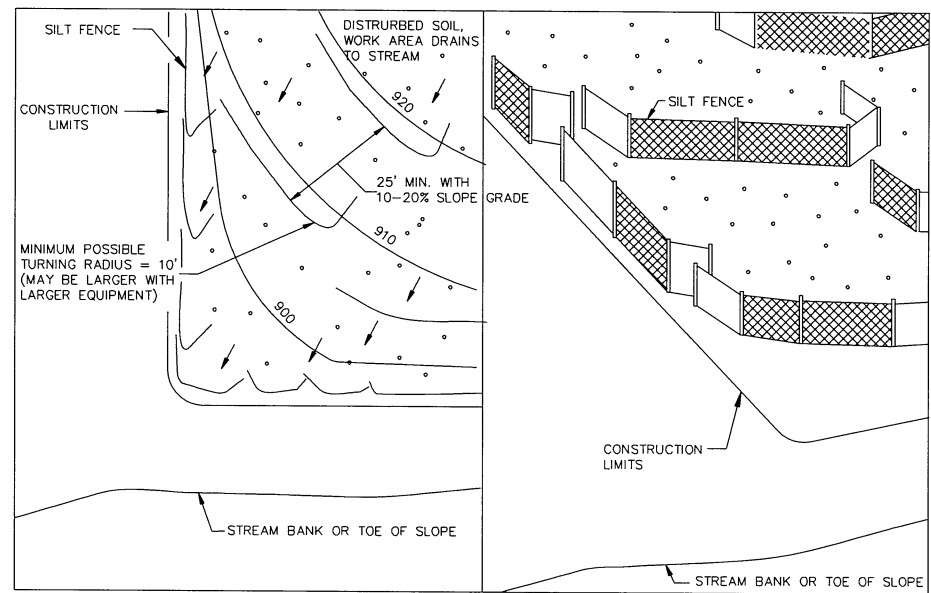 SILT FENCE
DISTRURBED SOIL,
WORK AREA DRAINS
TO STREAM
CONSTRUCTION
LIMITS
920
25' MIN. WITH
10–20% SLOPE GRADE
910
MINIMUM POSSIBLE
TURNING RADIUS = 10'
(MAY BE LARGER WITH
LARGER EQUIPMENT)
900
STREAM BANK OR TOE OF SLOPE
SILT FENCE
CONSTRUCTION
LIMITS
STREAM BANK OR TOE OF SLOPE